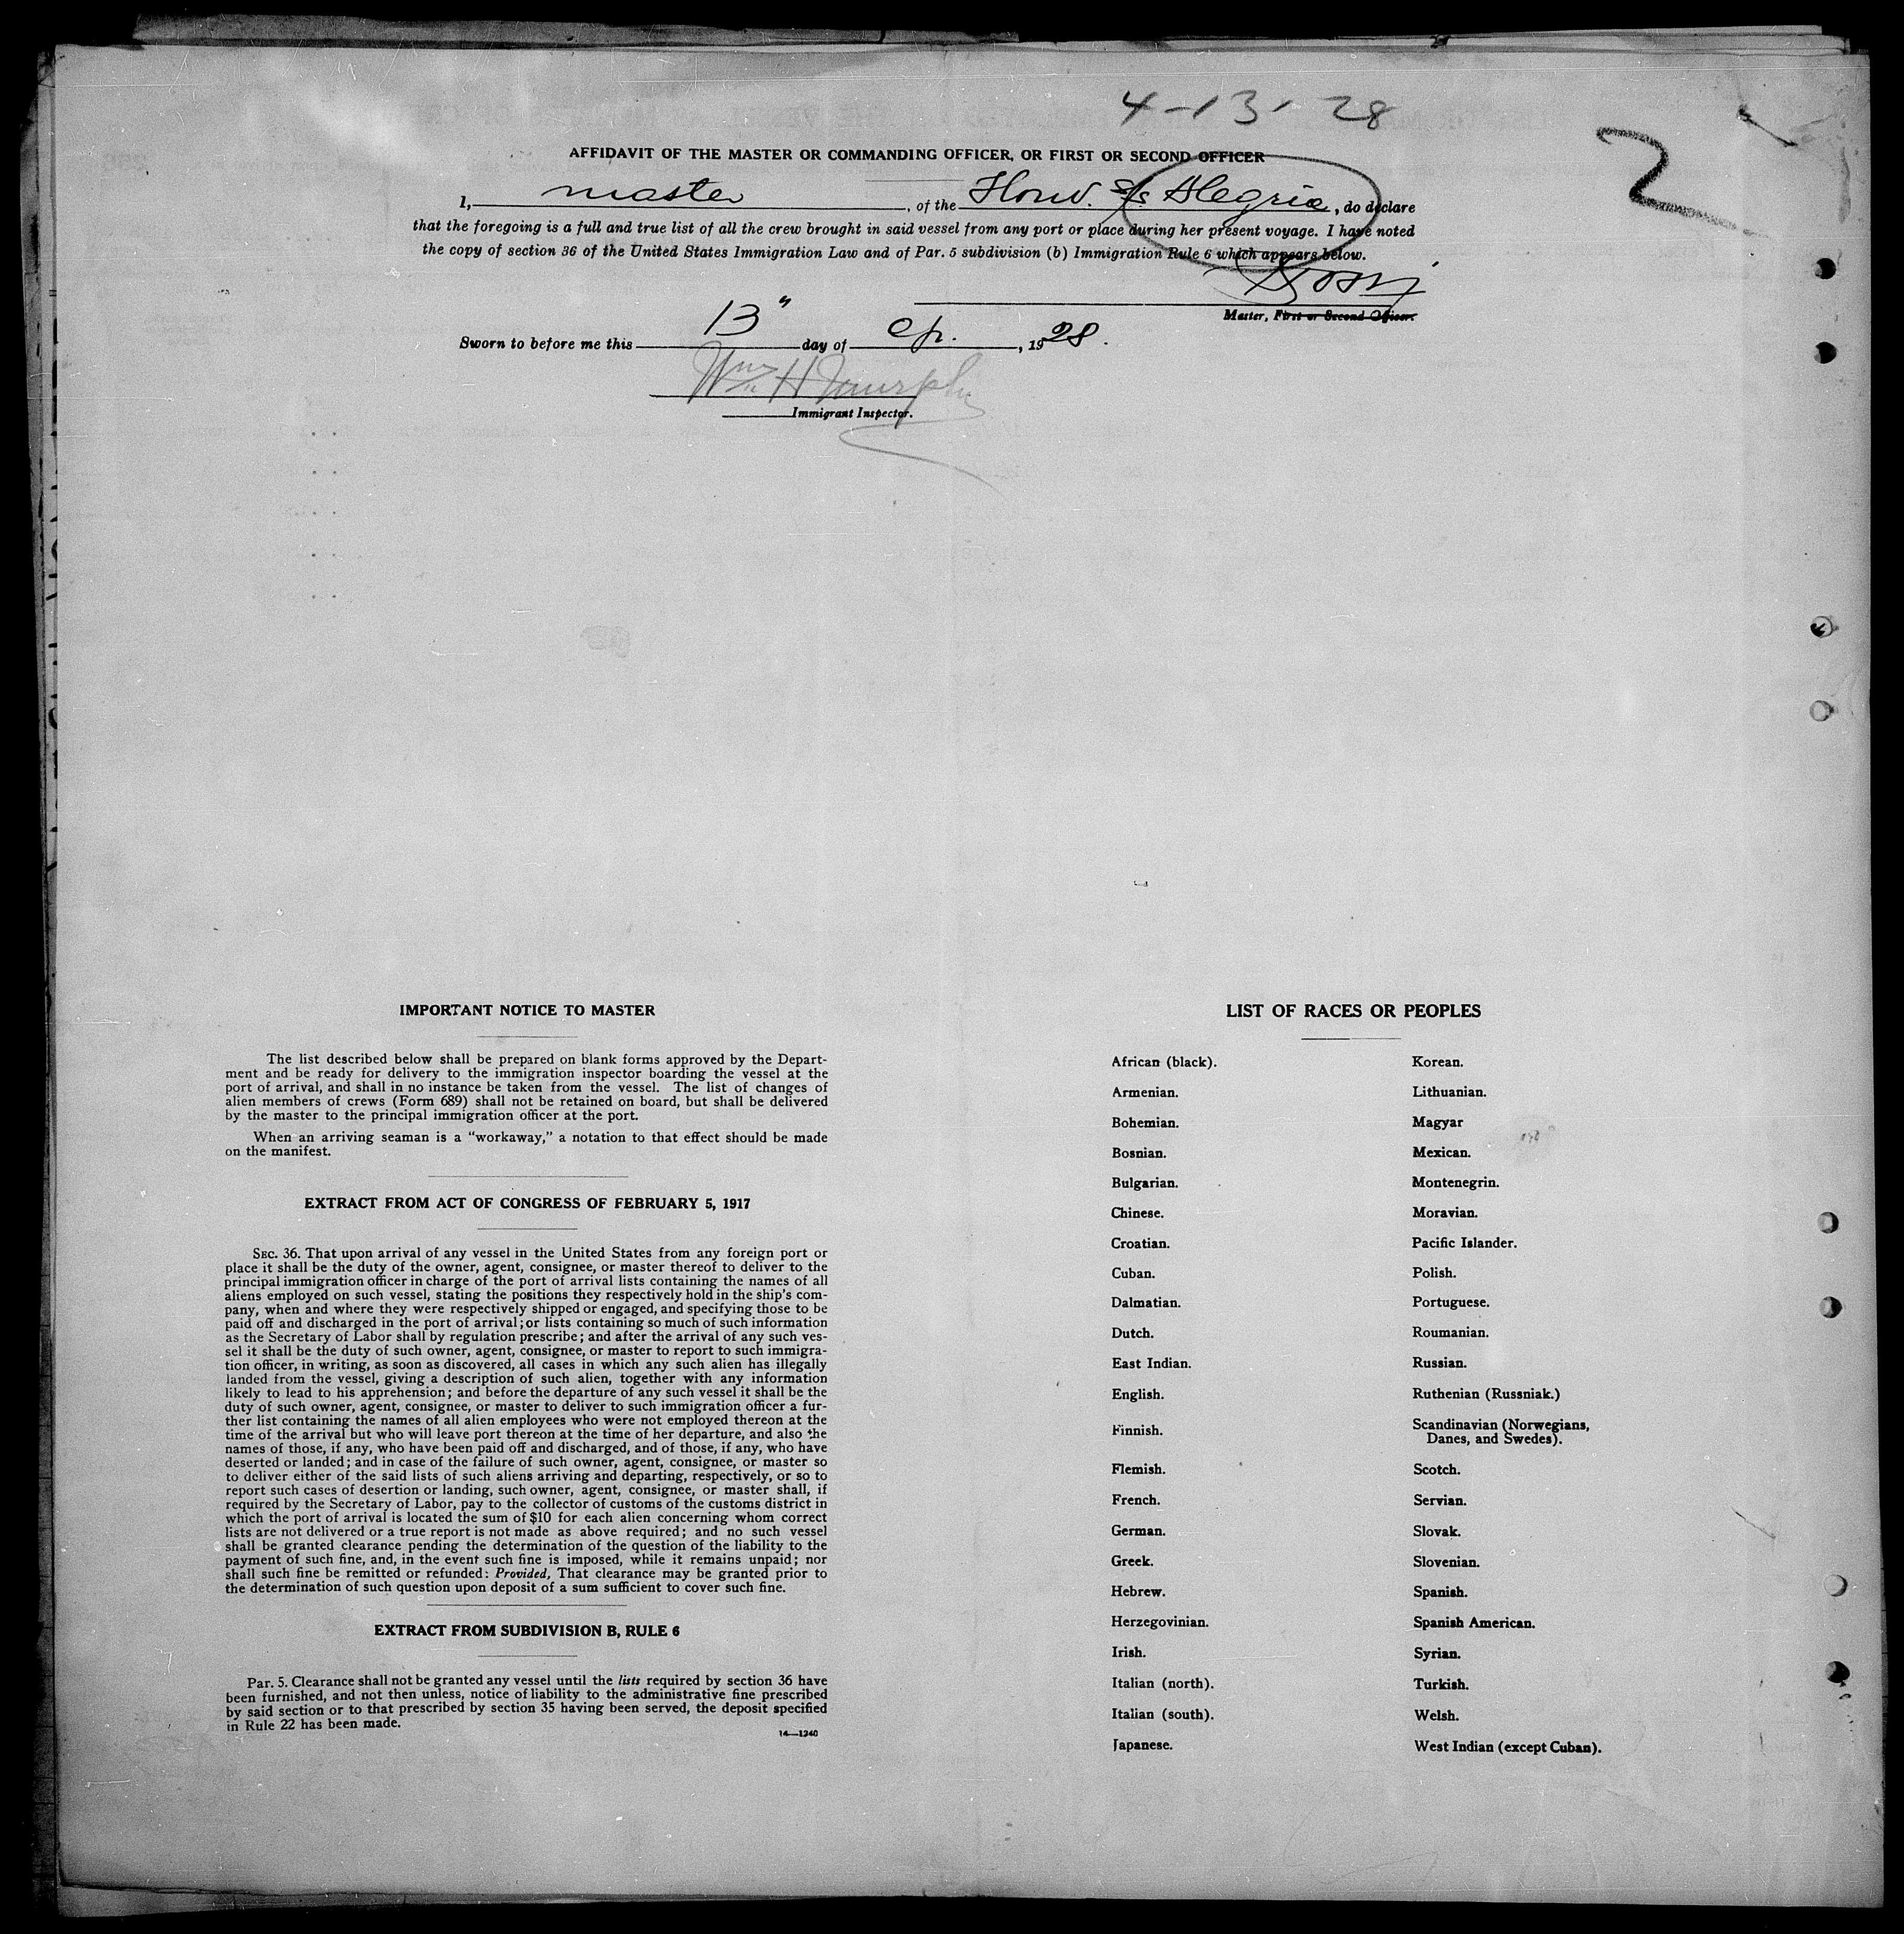 4-13-28
2
AFFIDAVIT OF THE MASTER OR COMMANDING OFFICER, OR FIRST OR SECOND OFFICER
I, master, of the Hond. s/s Alegria, do declare
that the foregoing is a full and true list of all the crew brought in said vessel from any port or place during her present voyage. I have noted
the copy of section 36 of the United States Immigration Law and of Par. 5 subdivision (b) Immigration Rule 6 which appears below.
Master, First or Second Officer.
Sworn to before me this 13" day of Ap., 1928.
Wm H Murphy
Immigrant Inspector.
IMPORTANT NOTICE TO MASTER
The list described below shall be prepared on blank forms approved by the Depart-
ment and be ready for delivery to the immigration inspector boarding the vessel at the
port of arrival, and shall in no instance be taken from the vessel. The list of changes of
alien members of crews (Form 689) shall not be retained on board, but shall be delivered
by the master to the principal immigration officer at the port.
When an arriving seaman is a "workaway," a notation to that effect should be made
on the manifest.
EXTRACT FROM ACT OF CONGRESS OF FEBRUARY 5, 1917
SEC. 36. That upon arrival of any vessel in the United States from any foreign port or
place it shall be the duty of the owner, agent, consignee, or master thereof to deliver to the
principal immigration officer in charge of the port of arrival lists containing the names of all
aliens employed on such vessel, stating the positions they respectively hold in the ship's com-
pany, when and where they were respectively shipped or engaged, and specifying those to be
paid off and discharged in the port of arrival; or lists containing so much of such information
as the Secretary of Labor shall by regulation prescribe; and after the arrival of any such ves-
sel it shall be the duty of such owner, agent, consignee, or master to report to such immigra-
tion officer, in writing, as soon as discovered, all cases in which any such alien has illegally
landed from the vessel, giving a description of such alien, together with any information
likely to lead to his apprehension; and before the departure of any such vessel it shall be the
duty of such owner, agent, consignee, or master to deliver to such immigration officer a fur-
ther list containing the names of all alien employees who were not employed thereon at the
time of the arrival but who will leave port thereon at the time of her departure, and also the
names of those, if any, who have been paid off and discharged, and of those, if any, who have
deserted or landed; and in case of the failure of such owner, agent, consignee, or master so
to deliver either of the said lists of such aliens arriving and departing, respectively, or so to
report such cases of desertion or landing, such owner, agent, consignee, or master shall, if
required by the Secretary of Labor, pay to the collector of customs of the customs district in
which the port of arrival is located the sum of $10 for each alien concerning whom correct
lists are not delivered or a true report is not made as above required; and no such vessel
shall be granted clearance pending the determination of the question of the liability to the
payment of such fine, and, in the event such fine is imposed, while it remains unpaid; nor
shall such fine be remitted or refunded: Provided, That clearance may be granted prior to
the determination of such question upon deposit of a sum sufficient to cover such fine.
EXTRACT FROM SUBDIVISION B, RULE 6
Par. 5. Clearance shall not be granted any vessel until the lists required by section 36 have
been furnished, and not then unless, notice of liability to the administrative fine prescribed
by said section or to that prescribed by section 35 having been served, the deposit specified
in Rule 22 has been made.
14—1240
LIST OF RACES OR PEOPLES
African (black).
Armenian.
Bohemian.
Bosnian.
Bulgarian.
Chinese.
Croatian.
Cuban.
Dalmatian.
Dutch.
East Indian.
English.
Finnish.
Flemish.
French.
German.
Greek.
Hebrew.
Herzegovinian.
Irish.
Italian (north).
Italian (south).
Japanese.
Korean.
Lithuanian.
Magyar
Mexican.
Montenegrin.
Moravian.
Pacific Islander.
Polish.
Portuguese.
Roumanian.
Russian.
Ruthenian (Russniak.)
Scandinavian (Norwegians,
Danes, and Swedes).
Scotch.
Servian.
Slovak.
Slovenian.
Spanish.
Spanish American.
Syrian.
Turkish.
Welsh.
West Indian (except Cuban).